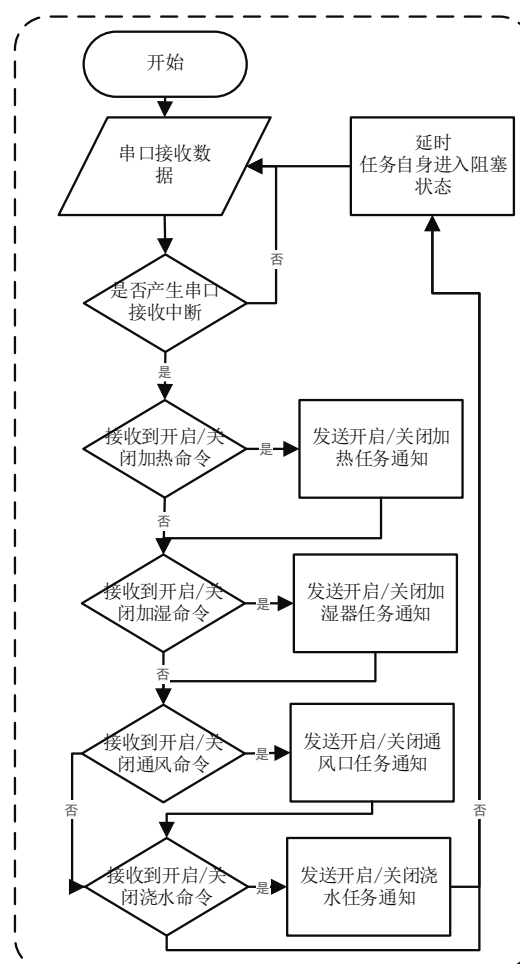 开始
串口接收数
据
延时
任务自身进入阻塞
状态
否
是否产生串口
接收中断
是
接收到开启/关
闭加热命令
是
发送开启/关闭加
热任务通知
否
接收到开启/关
闭加湿命令
是
发送开启/关闭加
湿器任务通知
否
接收到开启/关
闭通风命令
是
发送开启/关闭通
风口任务通知
否
否
接收到开启/关
闭浇水命令
是
发送开启/关闭浇
水任务通知